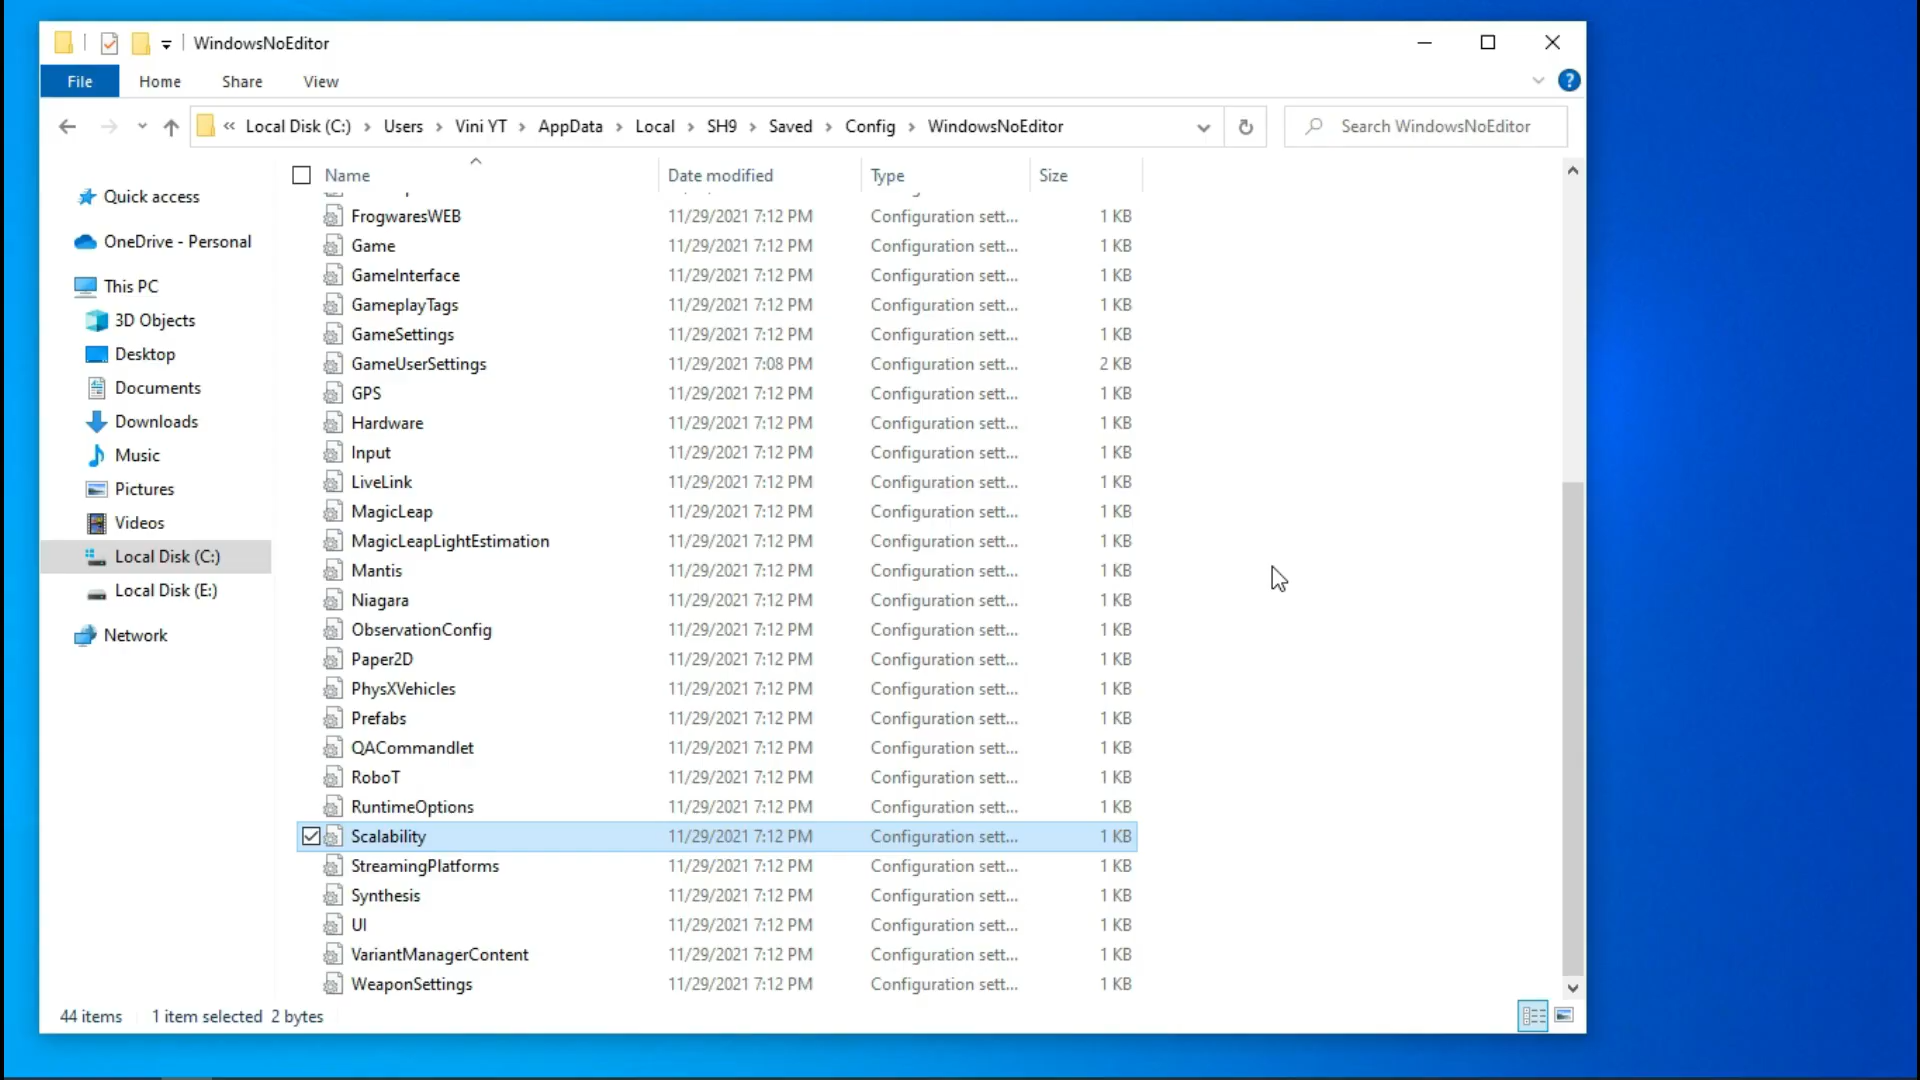 WindowsNoEditor
File Home Share View
« Local Disk (C:) › Users › Vini YT › AppData › Local › SH9 › Saved › Config › WindowsNoEditor
Search WindowsNoEditor
Quick access
OneDrive - Personal
This PC
3D Objects
Desktop
Documents
Downloads
Music
Pictures
Videos
Local Disk (C:)
Local Disk (E:)
Network
Name Date modified Type Size
FrogwaresWEB 11/29/2021 7:12 PM Configuration sett... 1 KB
Game 11/29/2021 7:12 PM Configuration sett... 1 KB
GameInterface 11/29/2021 7:12 PM Configuration sett... 1 KB
GameplayTags 11/29/2021 7:12 PM Configuration sett... 1 KB
GameSettings 11/29/2021 7:12 PM Configuration sett... 1 KB
GameUserSettings 11/29/2021 7:08 PM Configuration sett... 2 KB
GPS 11/29/2021 7:12 PM Configuration sett... 1 KB
Hardware 11/29/2021 7:12 PM Configuration sett... 1 KB
Input 11/29/2021 7:12 PM Configuration sett... 1 KB
LiveLink 11/29/2021 7:12 PM Configuration sett... 1 KB
MagicLeap 11/29/2021 7:12 PM Configuration sett... 1 KB
MagicLeapLightEstimation 11/29/2021 7:12 PM Configuration sett... 1 KB
Mantis 11/29/2021 7:12 PM Configuration sett... 1 KB
Niagara 11/29/2021 7:12 PM Configuration sett... 1 KB
ObservationConfig 11/29/2021 7:12 PM Configuration sett... 1 KB
Paper2D 11/29/2021 7:12 PM Configuration sett... 1 KB
PhysXVehicles 11/29/2021 7:12 PM Configuration sett... 1 KB
Prefabs 11/29/2021 7:12 PM Configuration sett... 1 KB
QACommandlet 11/29/2021 7:12 PM Configuration sett... 1 KB
RoboT 11/29/2021 7:12 PM Configuration sett... 1 KB
RuntimeOptions 11/29/2021 7:12 PM Configuration sett... 1 KB
Scalability 11/29/2021 7:12 PM Configuration sett... 1 KB
StreamingPlatforms 11/29/2021 7:12 PM Configuration sett... 1 KB
Synthesis 11/29/2021 7:12 PM Configuration sett... 1 KB
UI 11/29/2021 7:12 PM Configuration sett... 1 KB
VariantManagerContent 11/29/2021 7:12 PM Configuration sett... 1 KB
WeaponSettings 11/29/2021 7:12 PM Configuration sett... 1 KB
44 items 1 item selected 2 bytes